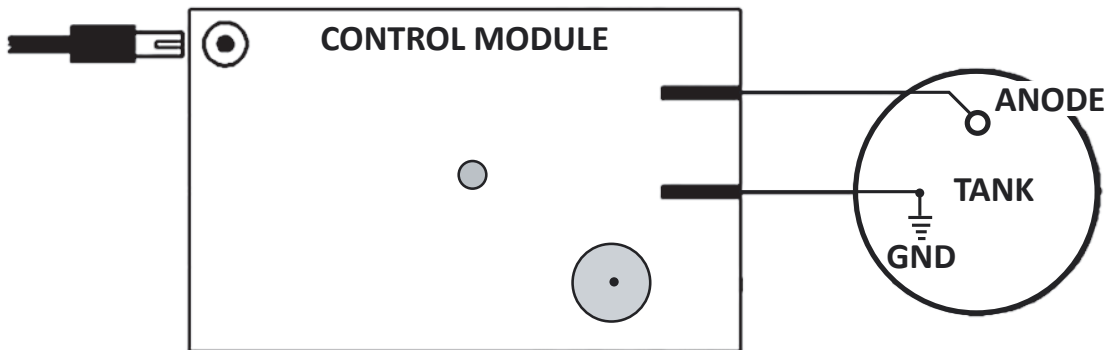 CONTROL MODULE
ANODE
TANK
GND